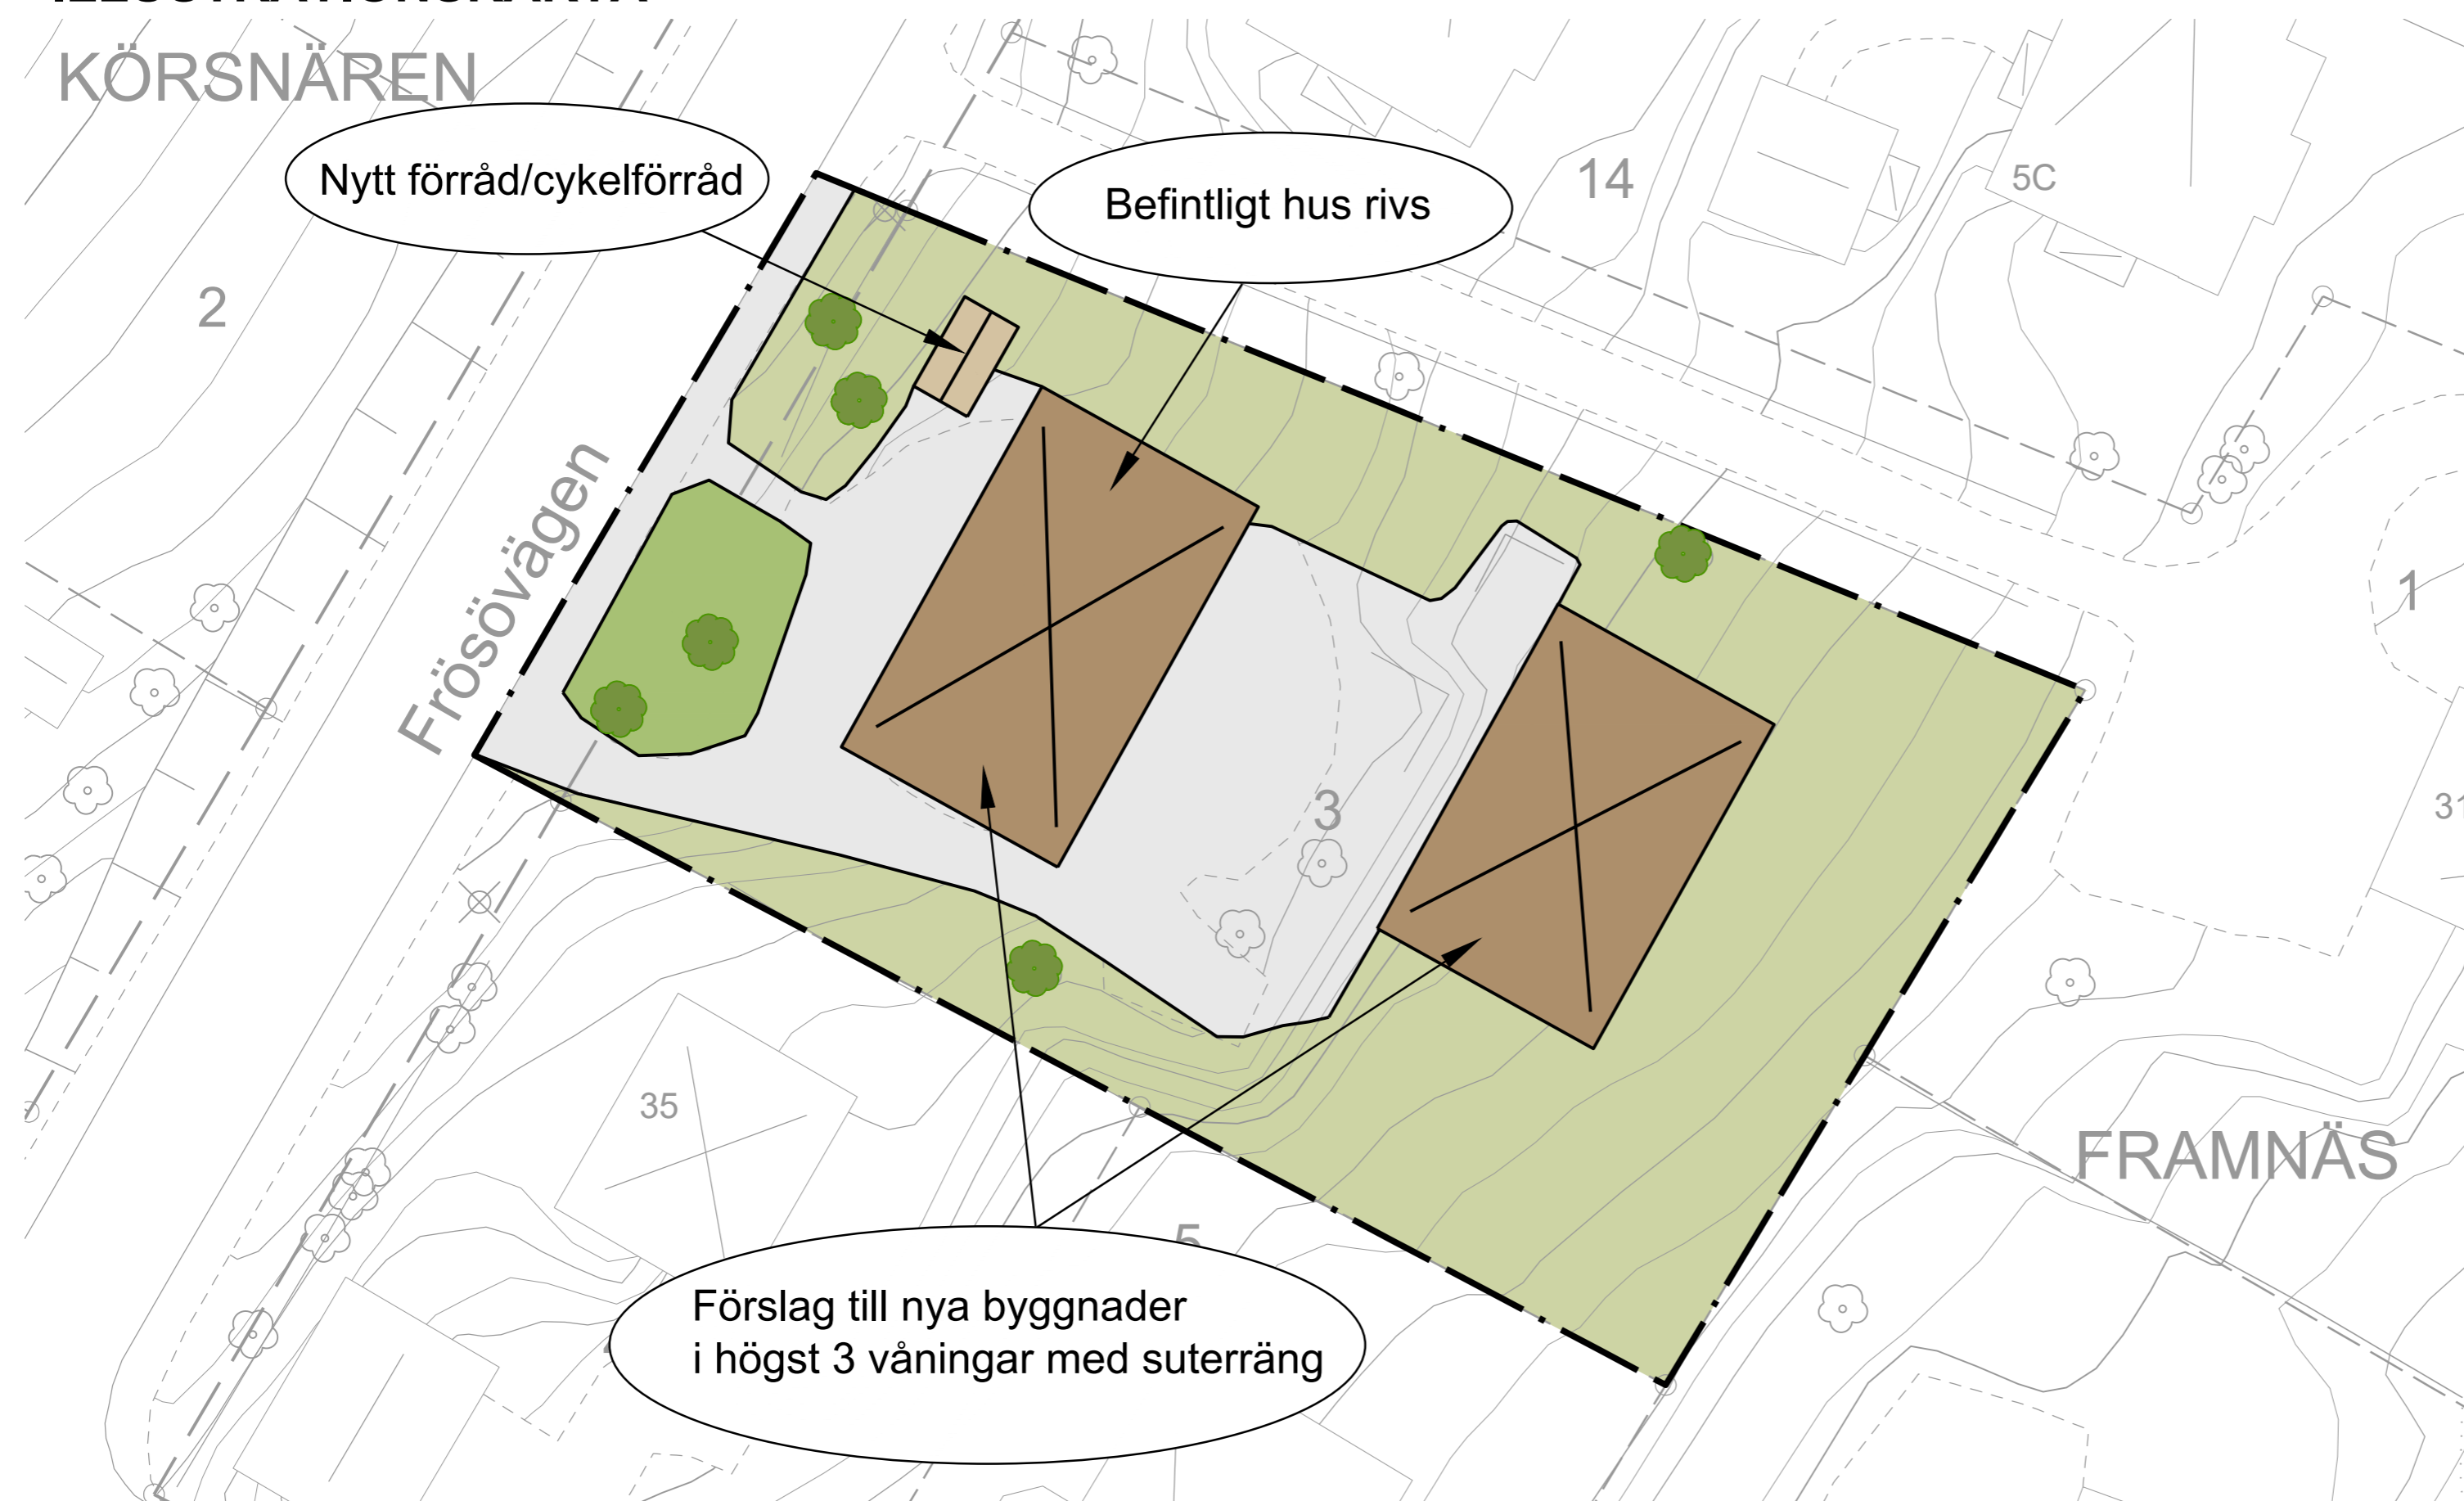 KÖRSNÄREN
Nytt förråd/cykelförråd
Befintligt hus rivs
14
5C
2
Frösövägen
1
3
31
35
FRAMNÄS
5
Förslag till nya byggnader
i högst 3 våningar med suterräng